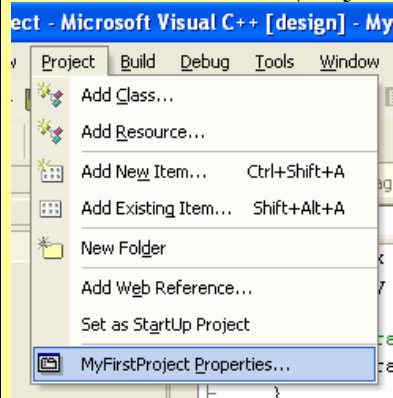 ect - Microsoft Visual C++ [design] - My
Project Build Debug Tools Window
Add Class...
Add Resource...
Add New Item... Ctrl+Shift+A
Add Existing Item... Shift+Alt+A
New Folder
Add Web Reference...
Set as StartUp Project
MyFirstProject Properties...
}